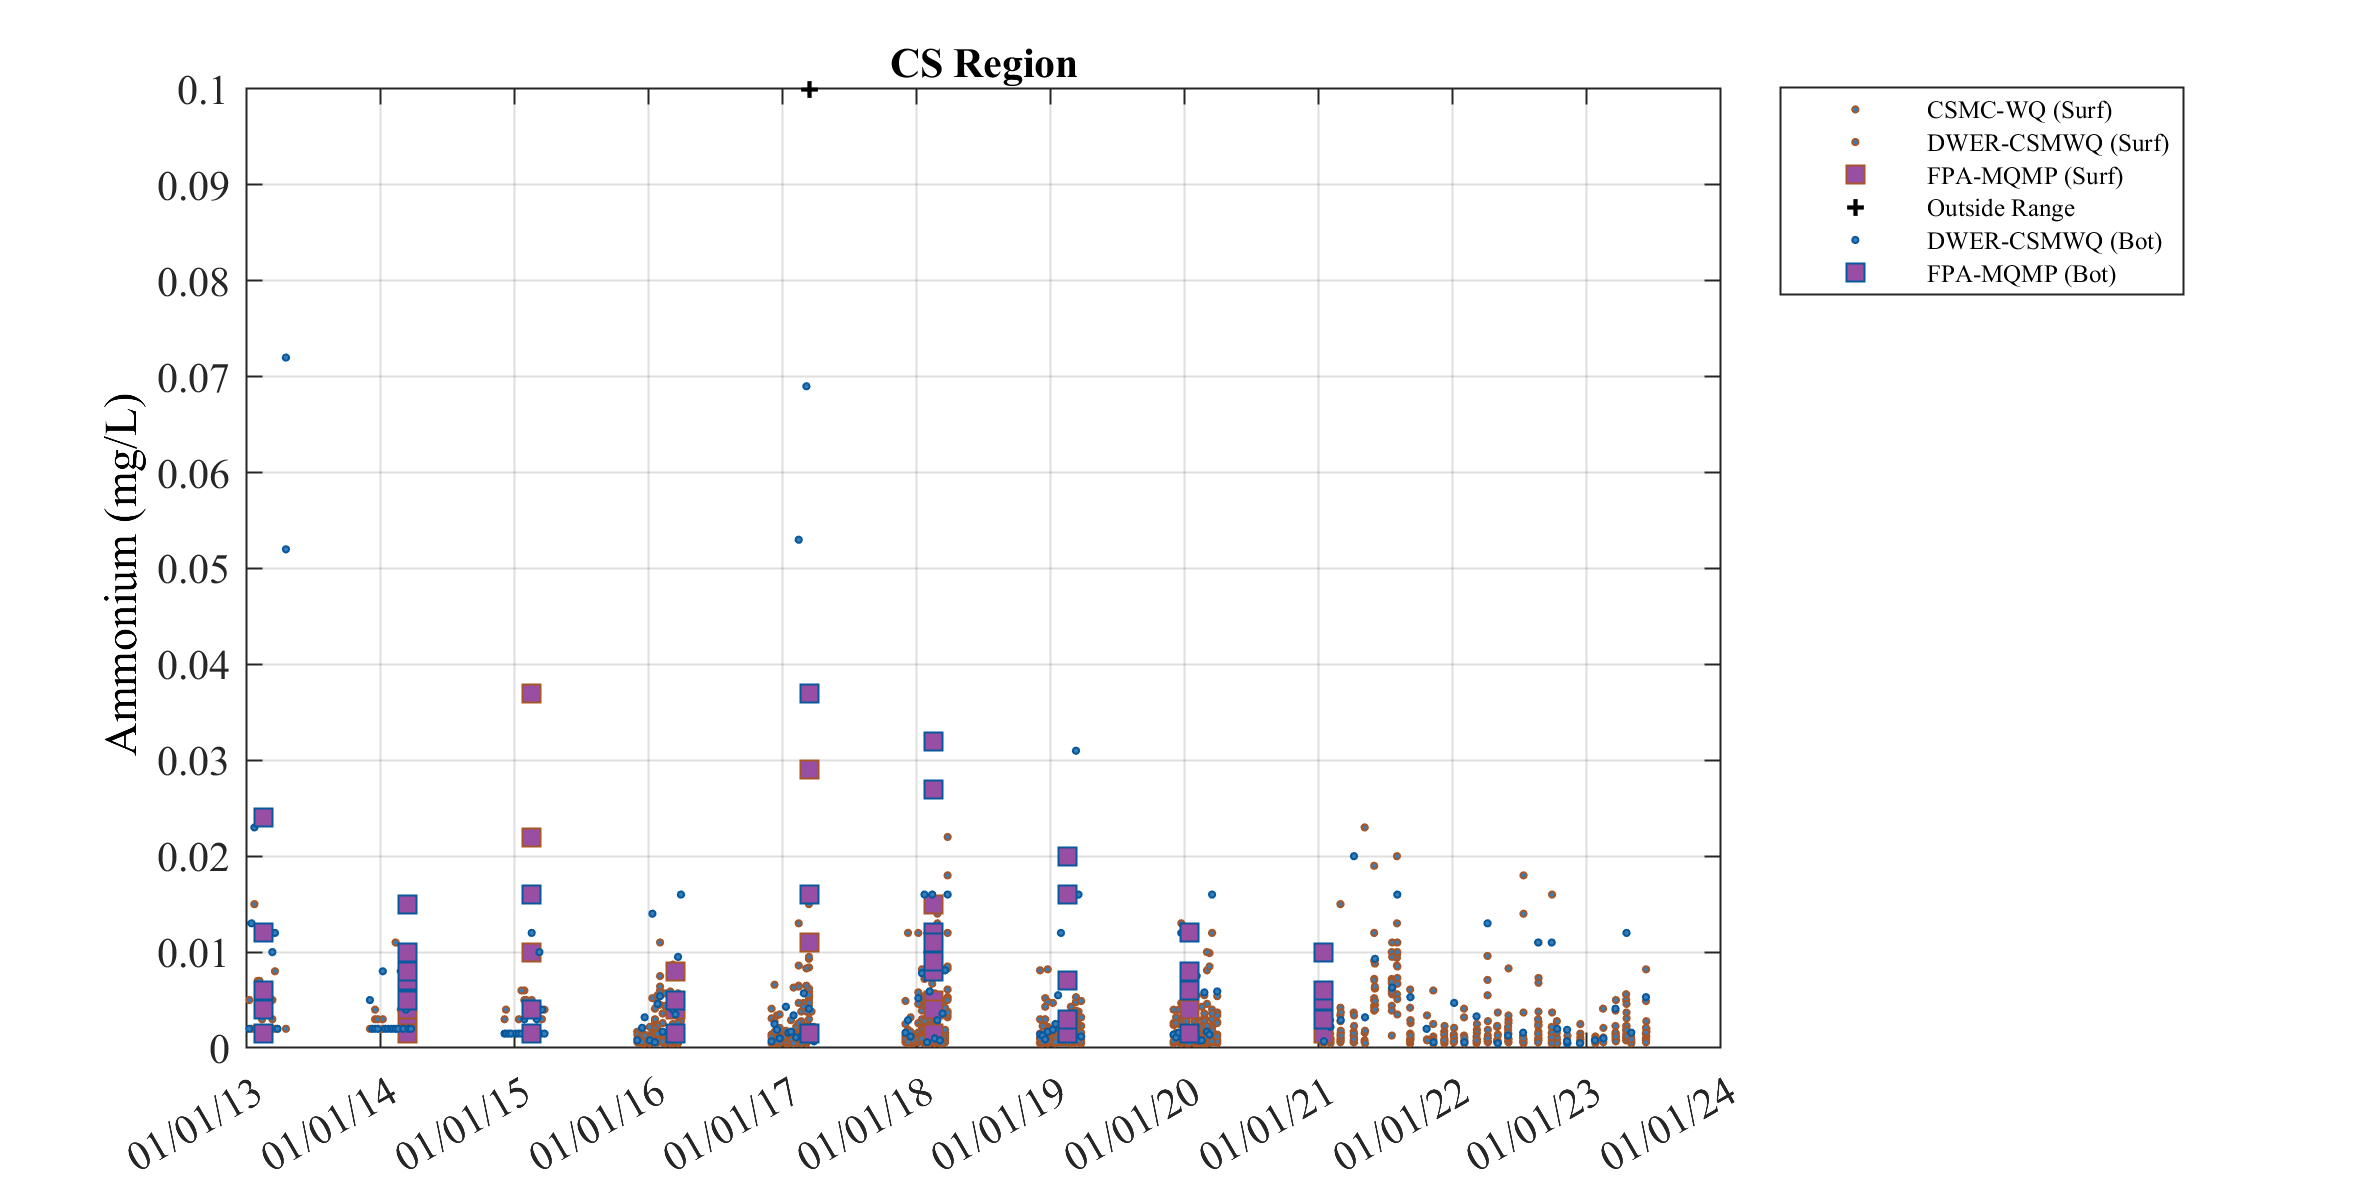 CS Region
Ammonium (mg/L)
0.1
0.09
0.08
0.07
0.06
0.05
0.04
0.03
0.02
0.01
0
01/01/13
01/01/14
01/01/15
01/01/16
01/01/17
01/01/18
01/01/19
01/01/20
01/01/21
01/01/22
01/01/23
01/01/24
CSMC-WQ (Surf)
DWER-CSMWQ (Surf)
FPA-MQMP (Surf)
Outside Range
DWER-CSMWQ (Bot)
FPA-MQMP (Bot)